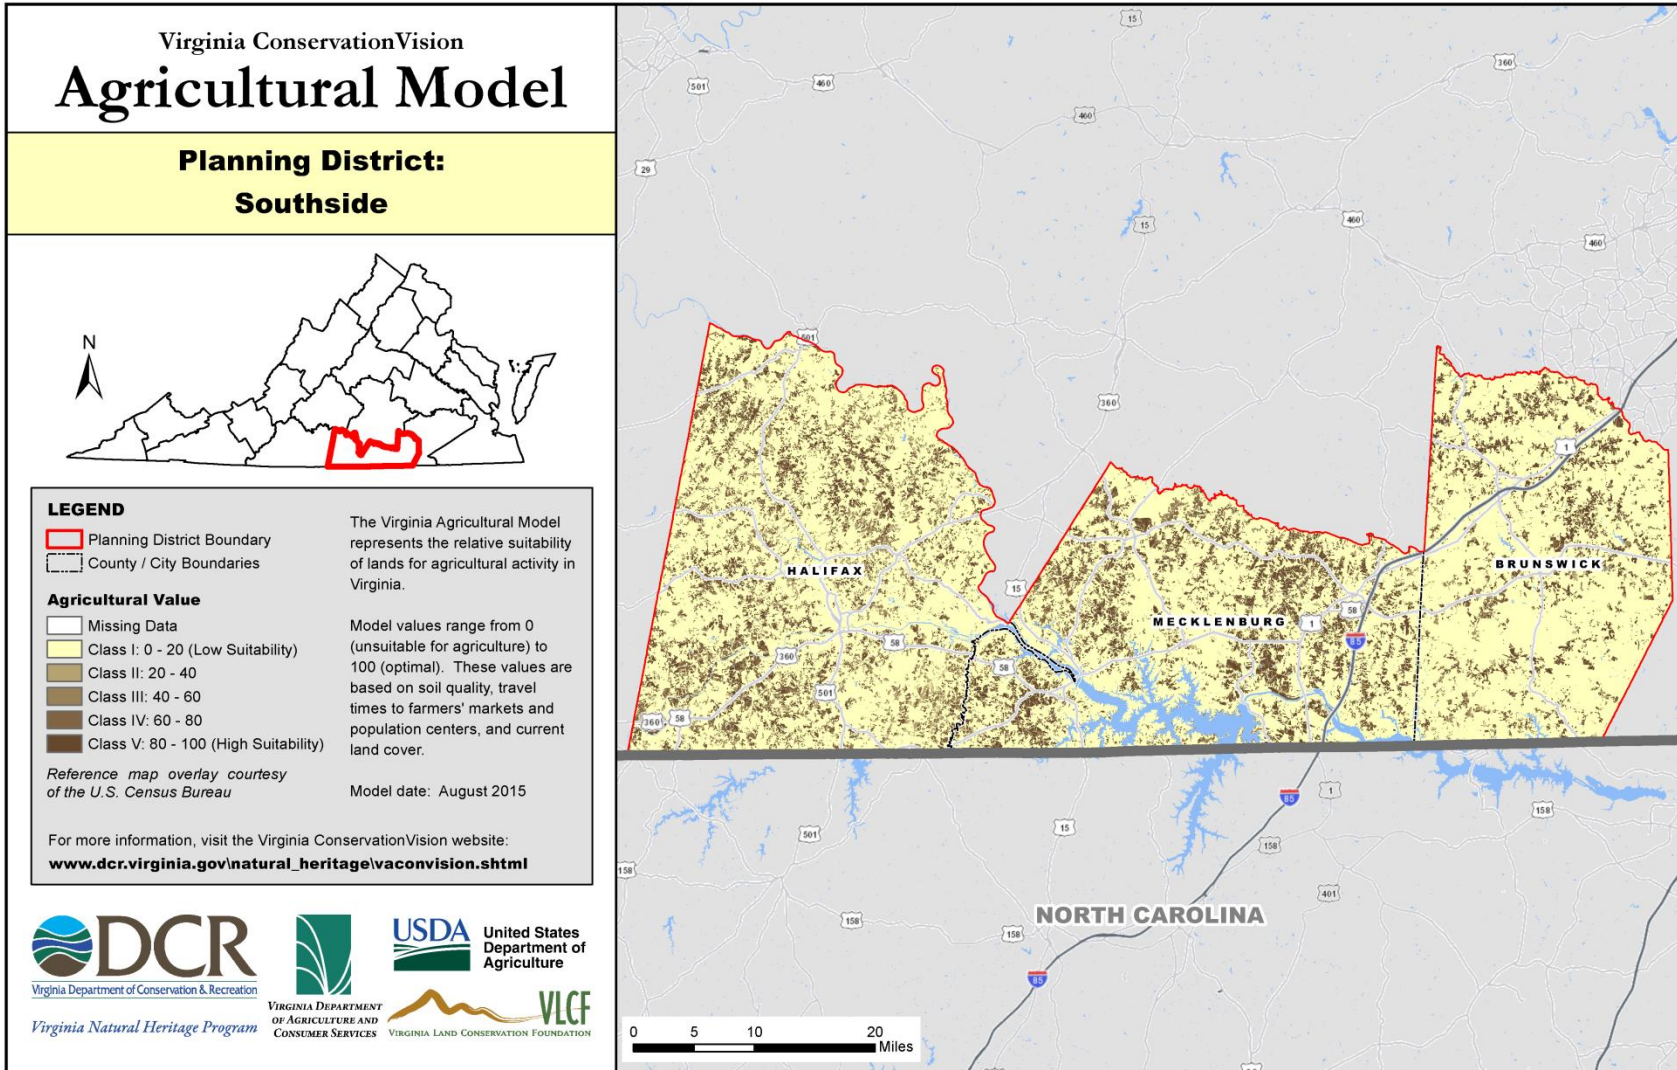 Virginia ConservationVision
Agricultural Model
Planning District:
Southside
N
LEGEND
Planning District Boundary
County / City Boundaries
Agricultural Value
Missing Data
Class I: 0 - 20 (Low Suitability)
Class II: 20 - 40
Class III: 40 - 60
Class IV: 60 - 80
Class V: 80 - 100 (High Suitability)
Reference map overlay courtesy
of the U.S. Census Bureau
The Virginia Agricultural Model
represents the relative suitability
of lands for agricultural activity in
Virginia.
Model values range from 0
(unsuitable for agriculture) to
100 (optimal). These values are
based on soil quality, travel
times to farmers' markets and
population centers, and current
land cover.
Model date: August 2015
For more information, visit the Virginia ConservationVision website:
www.dcr.virginia.gov\natural_heritage\vaconvision.shtml
DCR
Virginia Department of Conservation & Recreation
Virginia Natural Heritage Program
VIRGINIA DEPARTMENT
OF AGRICULTURE AND
CONSUMER SERVICES
USDA
United States
Department of
Agriculture
VLCF
VIRGINIA LAND CONSERVATION FOUNDATION
15
360
501
460
460
29
15
460
460
501
360
1
HALIFAX
BRUNSWICK
15
MECKLENBURG
58
1
58
85
360
58
501
360
58
85
1
158
501
15
158
158
401
NORTH CAROLINA
158
158
85
0 5 10 20
Miles